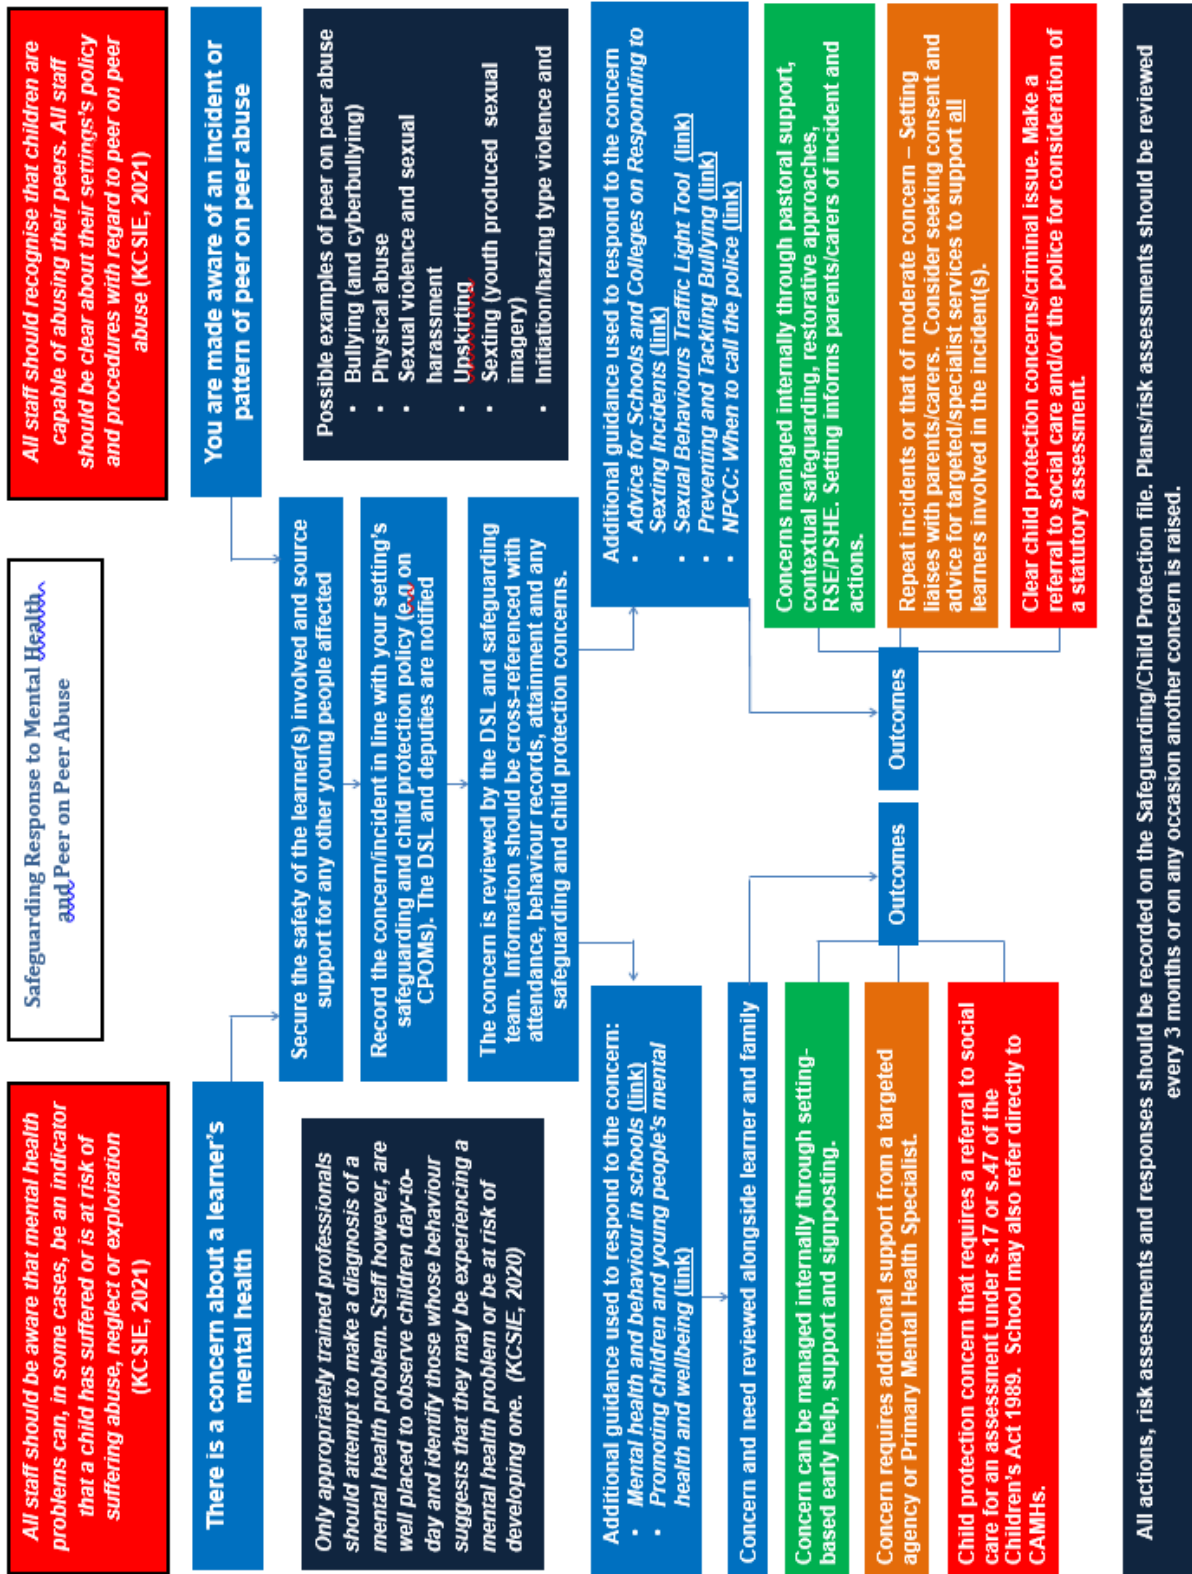 All staff should be aware that mental health
problems can, in some cases, be an indicator
that a child has suffered or is at risk of
suffering abuse, neglect or exploitation
(KCSIE, 2021)
Safeguarding Response to Mental Health
and Peer on Peer Abuse
All staff should recognise that children are
capable of abusing their peers. All staff
should be clear about their settings's policy
and procedures with regard to peer on peer
abuse (KCSIE, 2021)
There is a concern about a learner's
mental health
You are made aware of an incident or
pattern of peer on peer abuse
Secure the safety of the learner(s) involved and source
support for any other young people affected
Record the concern/incident in line with your setting's
safeguarding and child protection policy (e.g on
CPOMs). The DSL and deputies are notified
The concern is reviewed by the DSL and safeguarding
team. Information should be cross-referenced with
attendance, behaviour records, attainment and any
safeguarding and child protection concerns.
Only appropriately trained professionals
should attempt to make a diagnosis of a
mental health problem. Staff however, are
well placed to observe children day-to-
day and identify those whose behaviour
suggests that they may be experiencing a
mental health problem or be at risk of
developing one. (KCSIE, 2020)
Possible examples of peer on peer abuse
• Bullying (and cyberbullying)
• Physical abuse
• Sexual violence and sexual
harassment
• Upskirting
• Sexting (youth produced sexual
imagery)
• Initiation/hazing type violence and
Additional guidance used to respond to the concern:
• Mental health and behaviour in schools (link)
• Promoting children and young people's mental
health and wellbeing (link)
Additional guidance used to respond to the concern
• Advice for Schools and Colleges on Responding to
Sexting Incidents (link)
• Sexual Behaviours Traffic Light Tool (link)
• Preventing and Tackling Bullying (link)
• NPCC: When to call the police (link)
Concern and need reviewed alongside learner and family
Outcomes
Outcomes
Concern can be managed internally through setting-
based early help, support and signposting.
Concern requires additional support from a targeted
agency or Primary Mental Health Specialist.
Child protection concern that requires a referral to social
care for an assessment under s.17 or s.47 of the
Children's Act 1989. School may also refer directly to
CAMHs.
Concerns managed internally through pastoral support,
contextual safeguarding, restorative approaches,
RSE/PSHE. Setting informs parents/carers of incident and
actions.
Repeat incidents or that of moderate concern – Setting
liaises with parents/carers. Consider seeking consent and
advice for targeted/specialist services to support all
learners involved in the incident(s).
Clear child protection concerns/criminal issue. Make a
referral to social care and/or the police for consideration of
a statutory assessment.
All actions, risk assessments and responses should be recorded on the Safeguarding/Child Protection file. Plans/risk assessments should be reviewed
every 3 months or on any occasion another concern is raised.